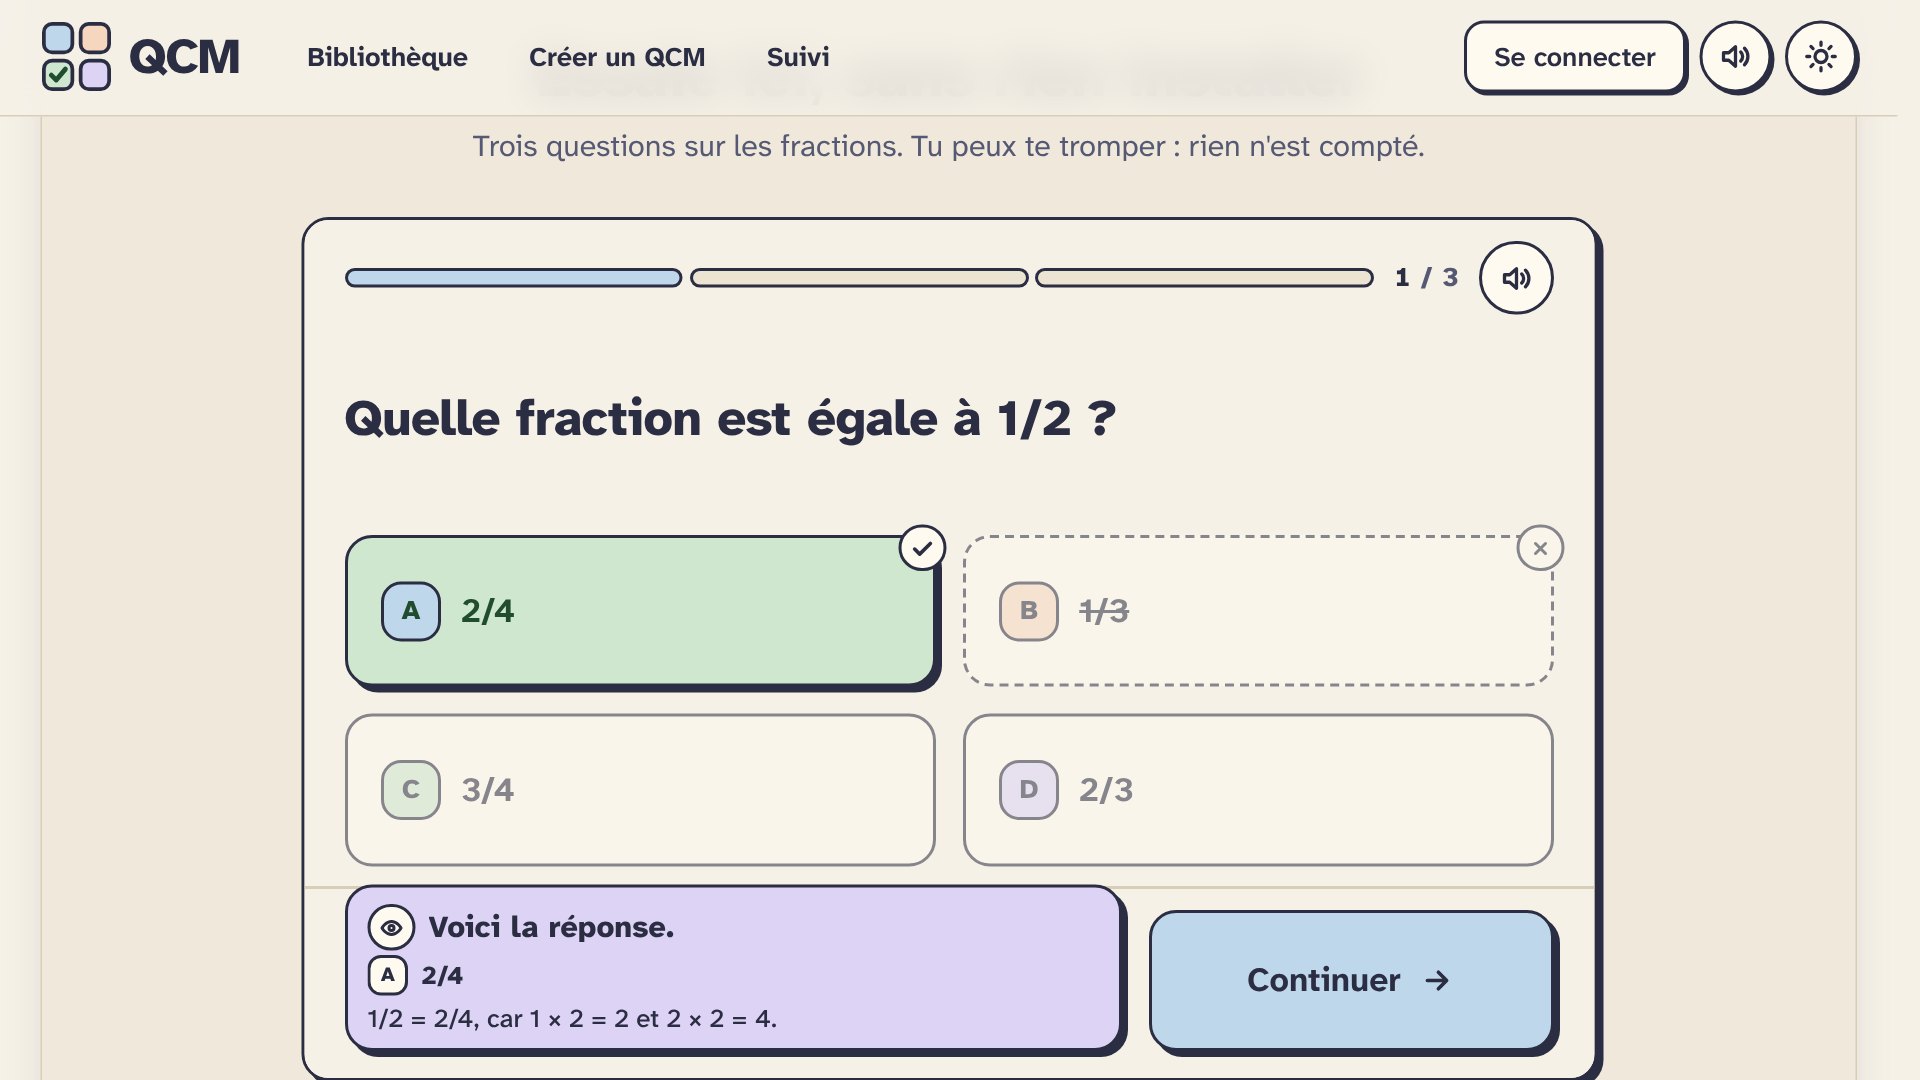 QCM
Bibliothèque
Créer un QCM
Suivi
Se connecter
Trois questions sur les fractions. Tu peux te tromper : rien n'est compté.
1 / 3
Quelle fraction est égale à 1/2 ?
A 2/4
B 1/3
C 3/4
D 2/3
Voici la réponse.
A 2/4
1/2 = 2/4, car 1 × 2 = 2 et 2 × 2 = 4.
Continuer →